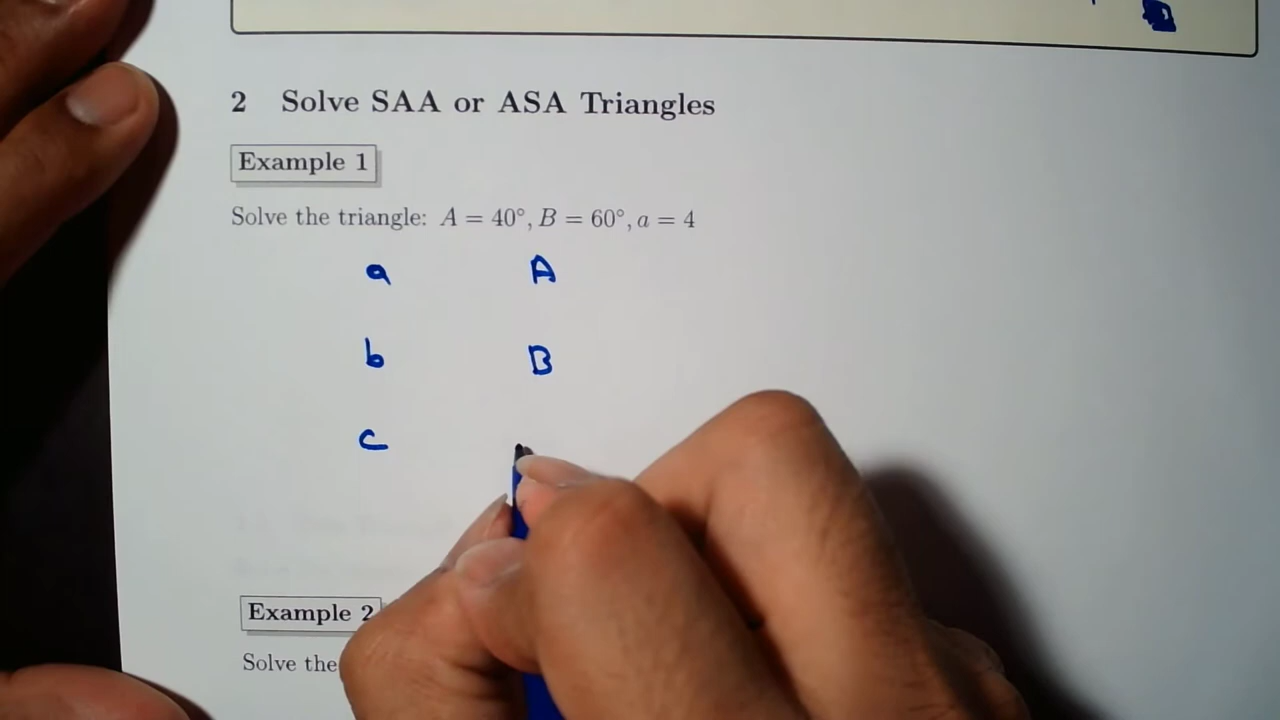 2 Solve SAA or ASA Triangles
Example 1
Solve the triangle: A = 40°, B = 60°, a = 4
a A
b B
c
Example 2
Solve the